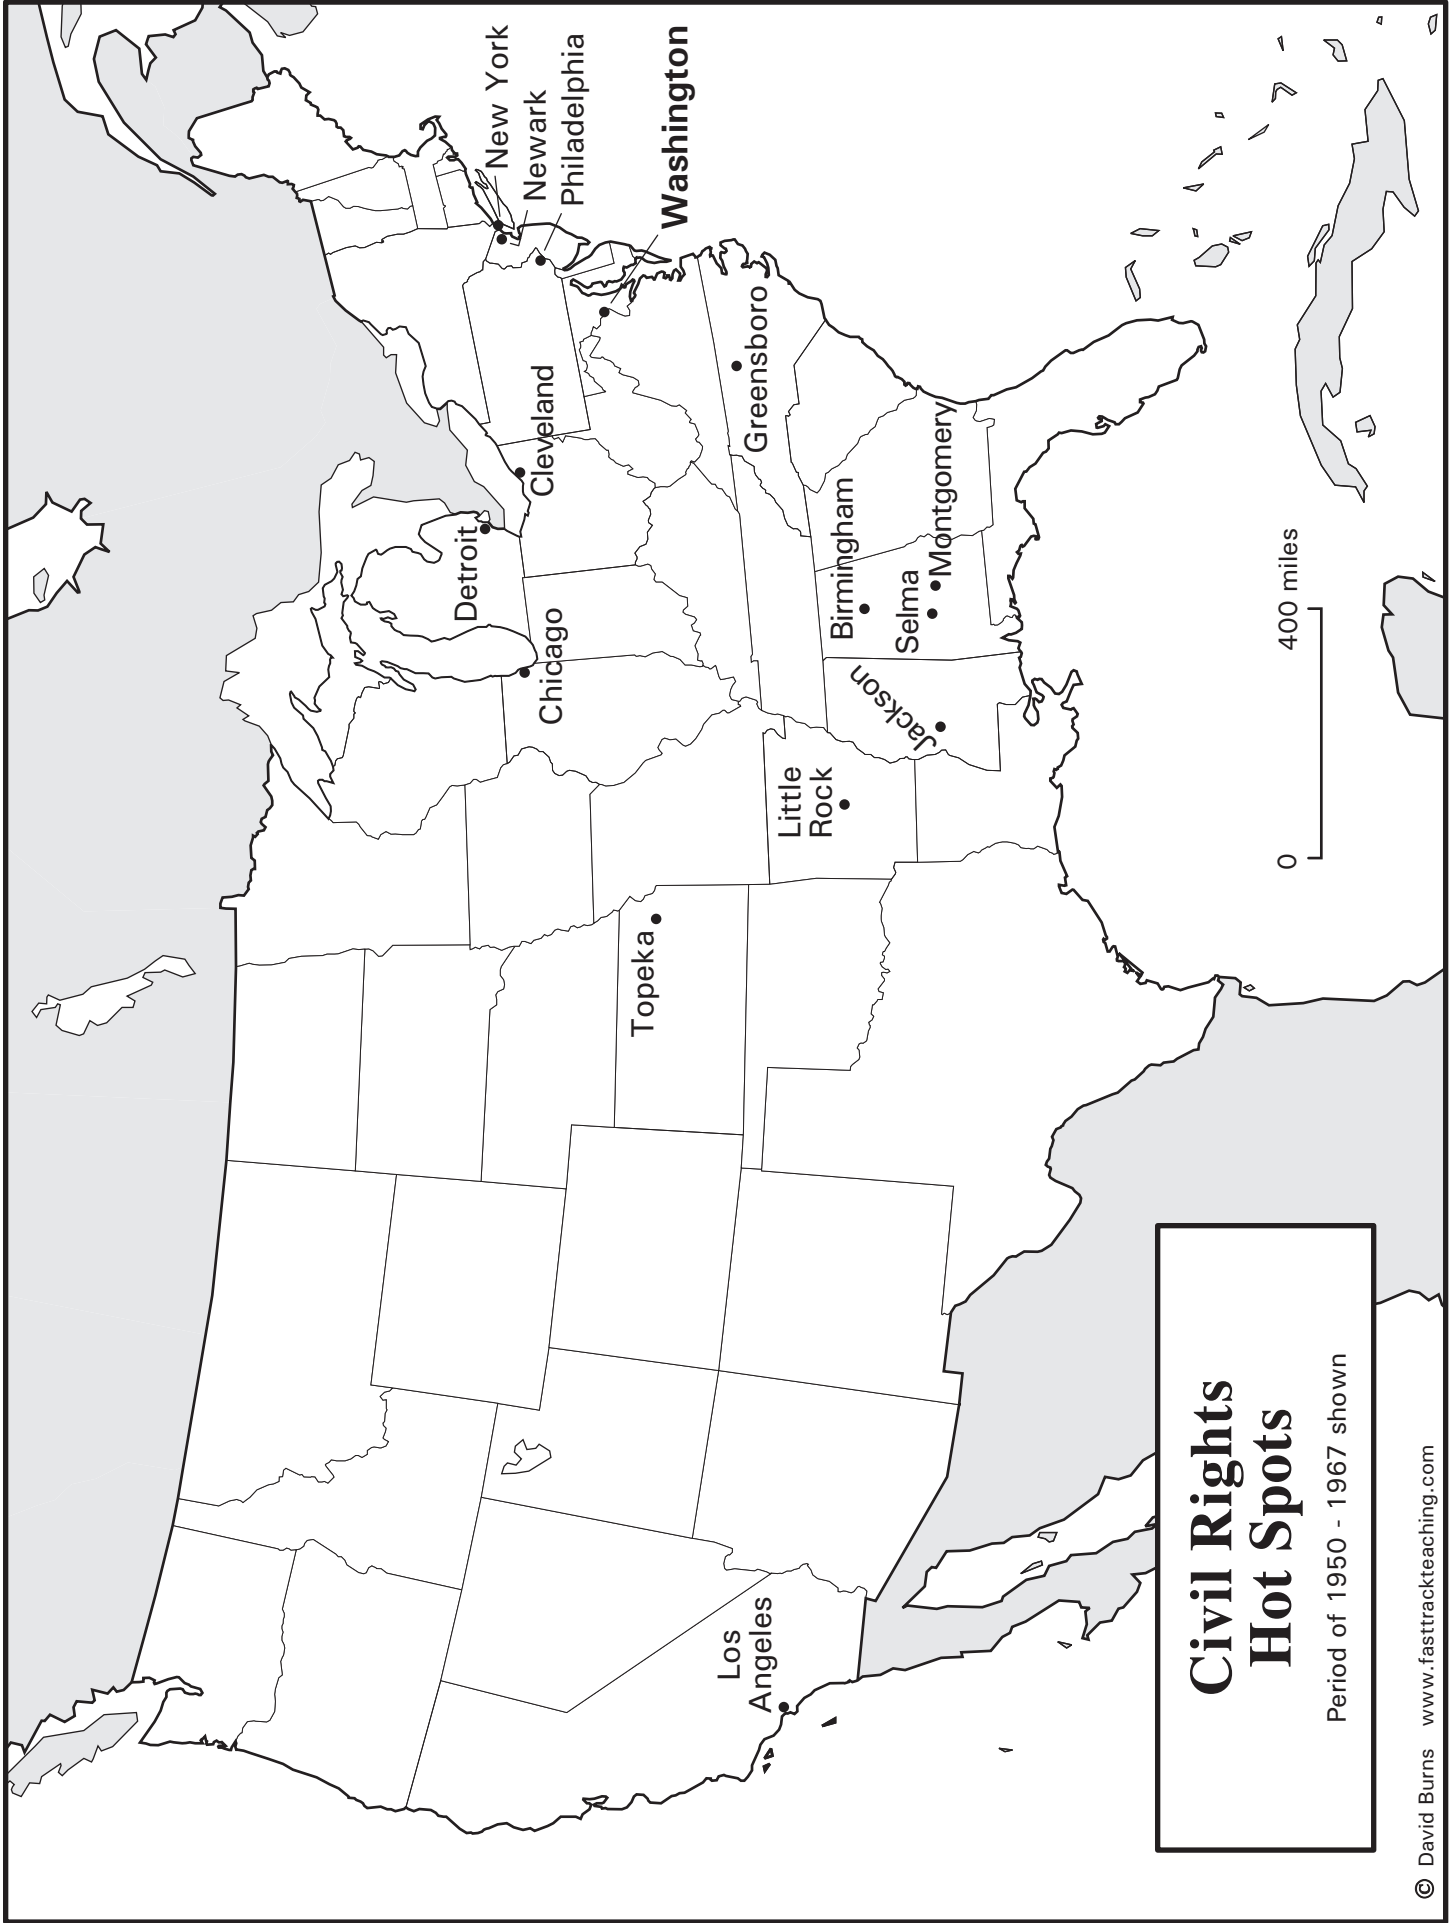 New York
Newark
Philadelphia
Washington
Cleveland
Detroit
Chicago
Greensboro
Birmingham
Montgomery
Selma
Jackson
Little
Rock
Topeka
Los
Angeles
0 400 miles
Civil Rights
Hot Spots
Period of 1950 - 1967 shown
© David Burns www.fasttrackteaching.com